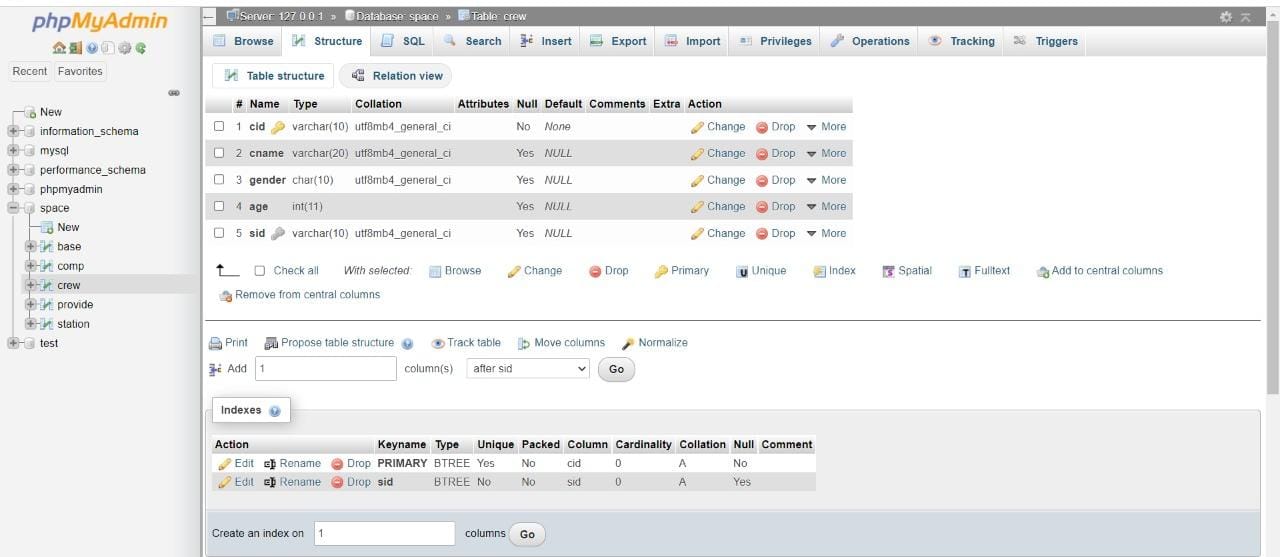 phpMyAdmin
Recent Favorites
New
information_schema
mysql
performance_schema
phpmyadmin
space
New
base
comp
crew
provide
station
test
Server: 127.0.0.1 » Database: space » Table: crew
Browse Structure SQL Search Insert Export Import Privileges Operations Tracking Triggers
Table structure Relation view
# Name Type Collation Attributes Null Default Comments Extra Action
1 cid varchar(10) utf8mb4_general_ci No None Change Drop More
2 cname varchar(20) utf8mb4_general_ci Yes NULL Change Drop More
3 gender char(10) utf8mb4_general_ci Yes NULL Change Drop More
4 age int(11) Yes NULL Change Drop More
5 sid varchar(10) utf8mb4_general_ci Yes NULL Change Drop More
Check all With selected: Browse Change Drop Primary Unique Index Spatial Fulltext Add to central columns
Remove from central columns
Print Propose table structure Track table Move columns Normalize
Add 1 column(s) after sid Go
Indexes
Action Keyname Type Unique Packed Column Cardinality Collation Null Comment
Edit Rename Drop PRIMARY BTREE Yes No cid 0 A No
Edit Rename Drop sid BTREE No No sid 0 A Yes
Create an index on 1 columns Go